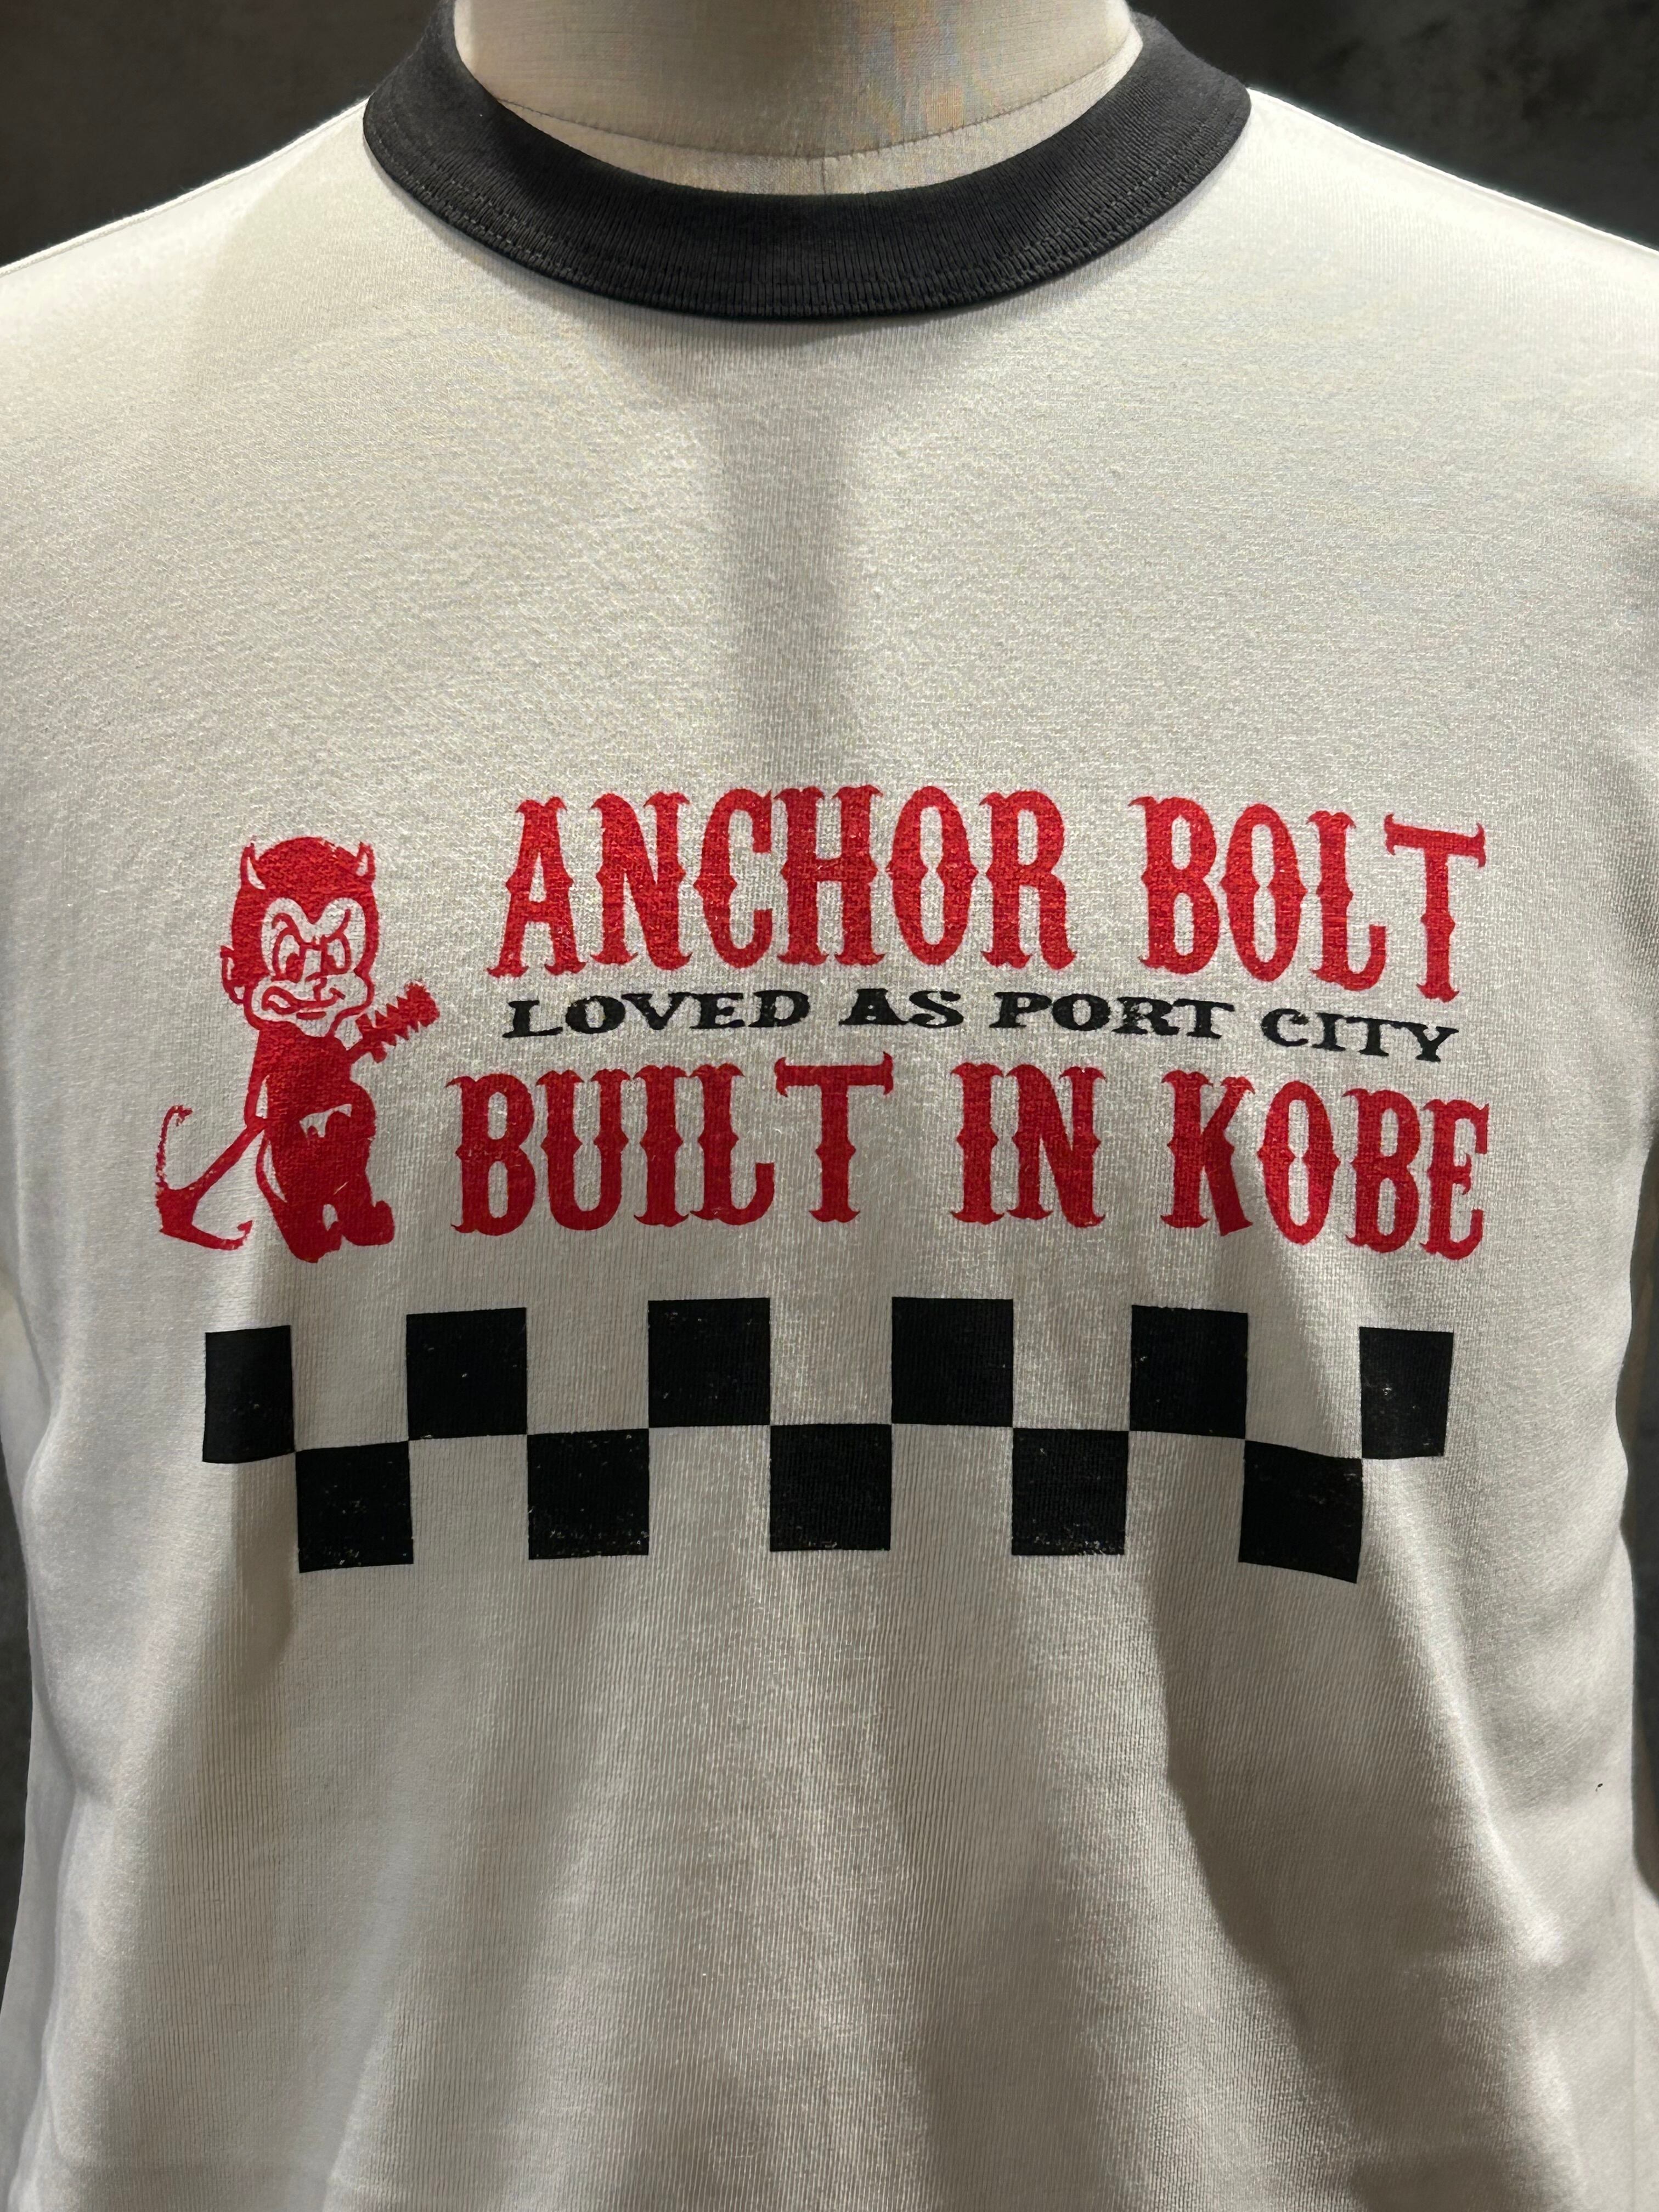 ANCHOR BOLT
LOVED AS PORT CITY
BUILT IN KOBE